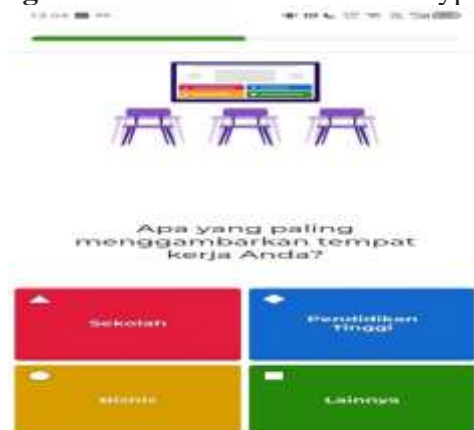 Apa yang paling
menggambarkan tempat
kerja Anda?
Sekolah
Pendidikan
Tinggi
Bisnis
Lainnya